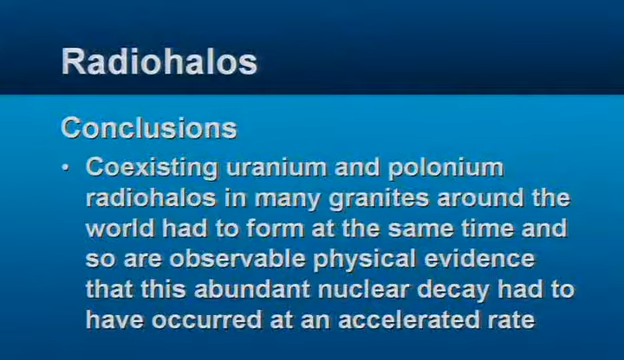 Radiohalos
Conclusions
• Coexisting uranium and polonium
radiohalos in many granites around the
world had to form at the same time and
so are observable physical evidence
that this abundant nuclear decay had to
have occurred at an accelerated rate